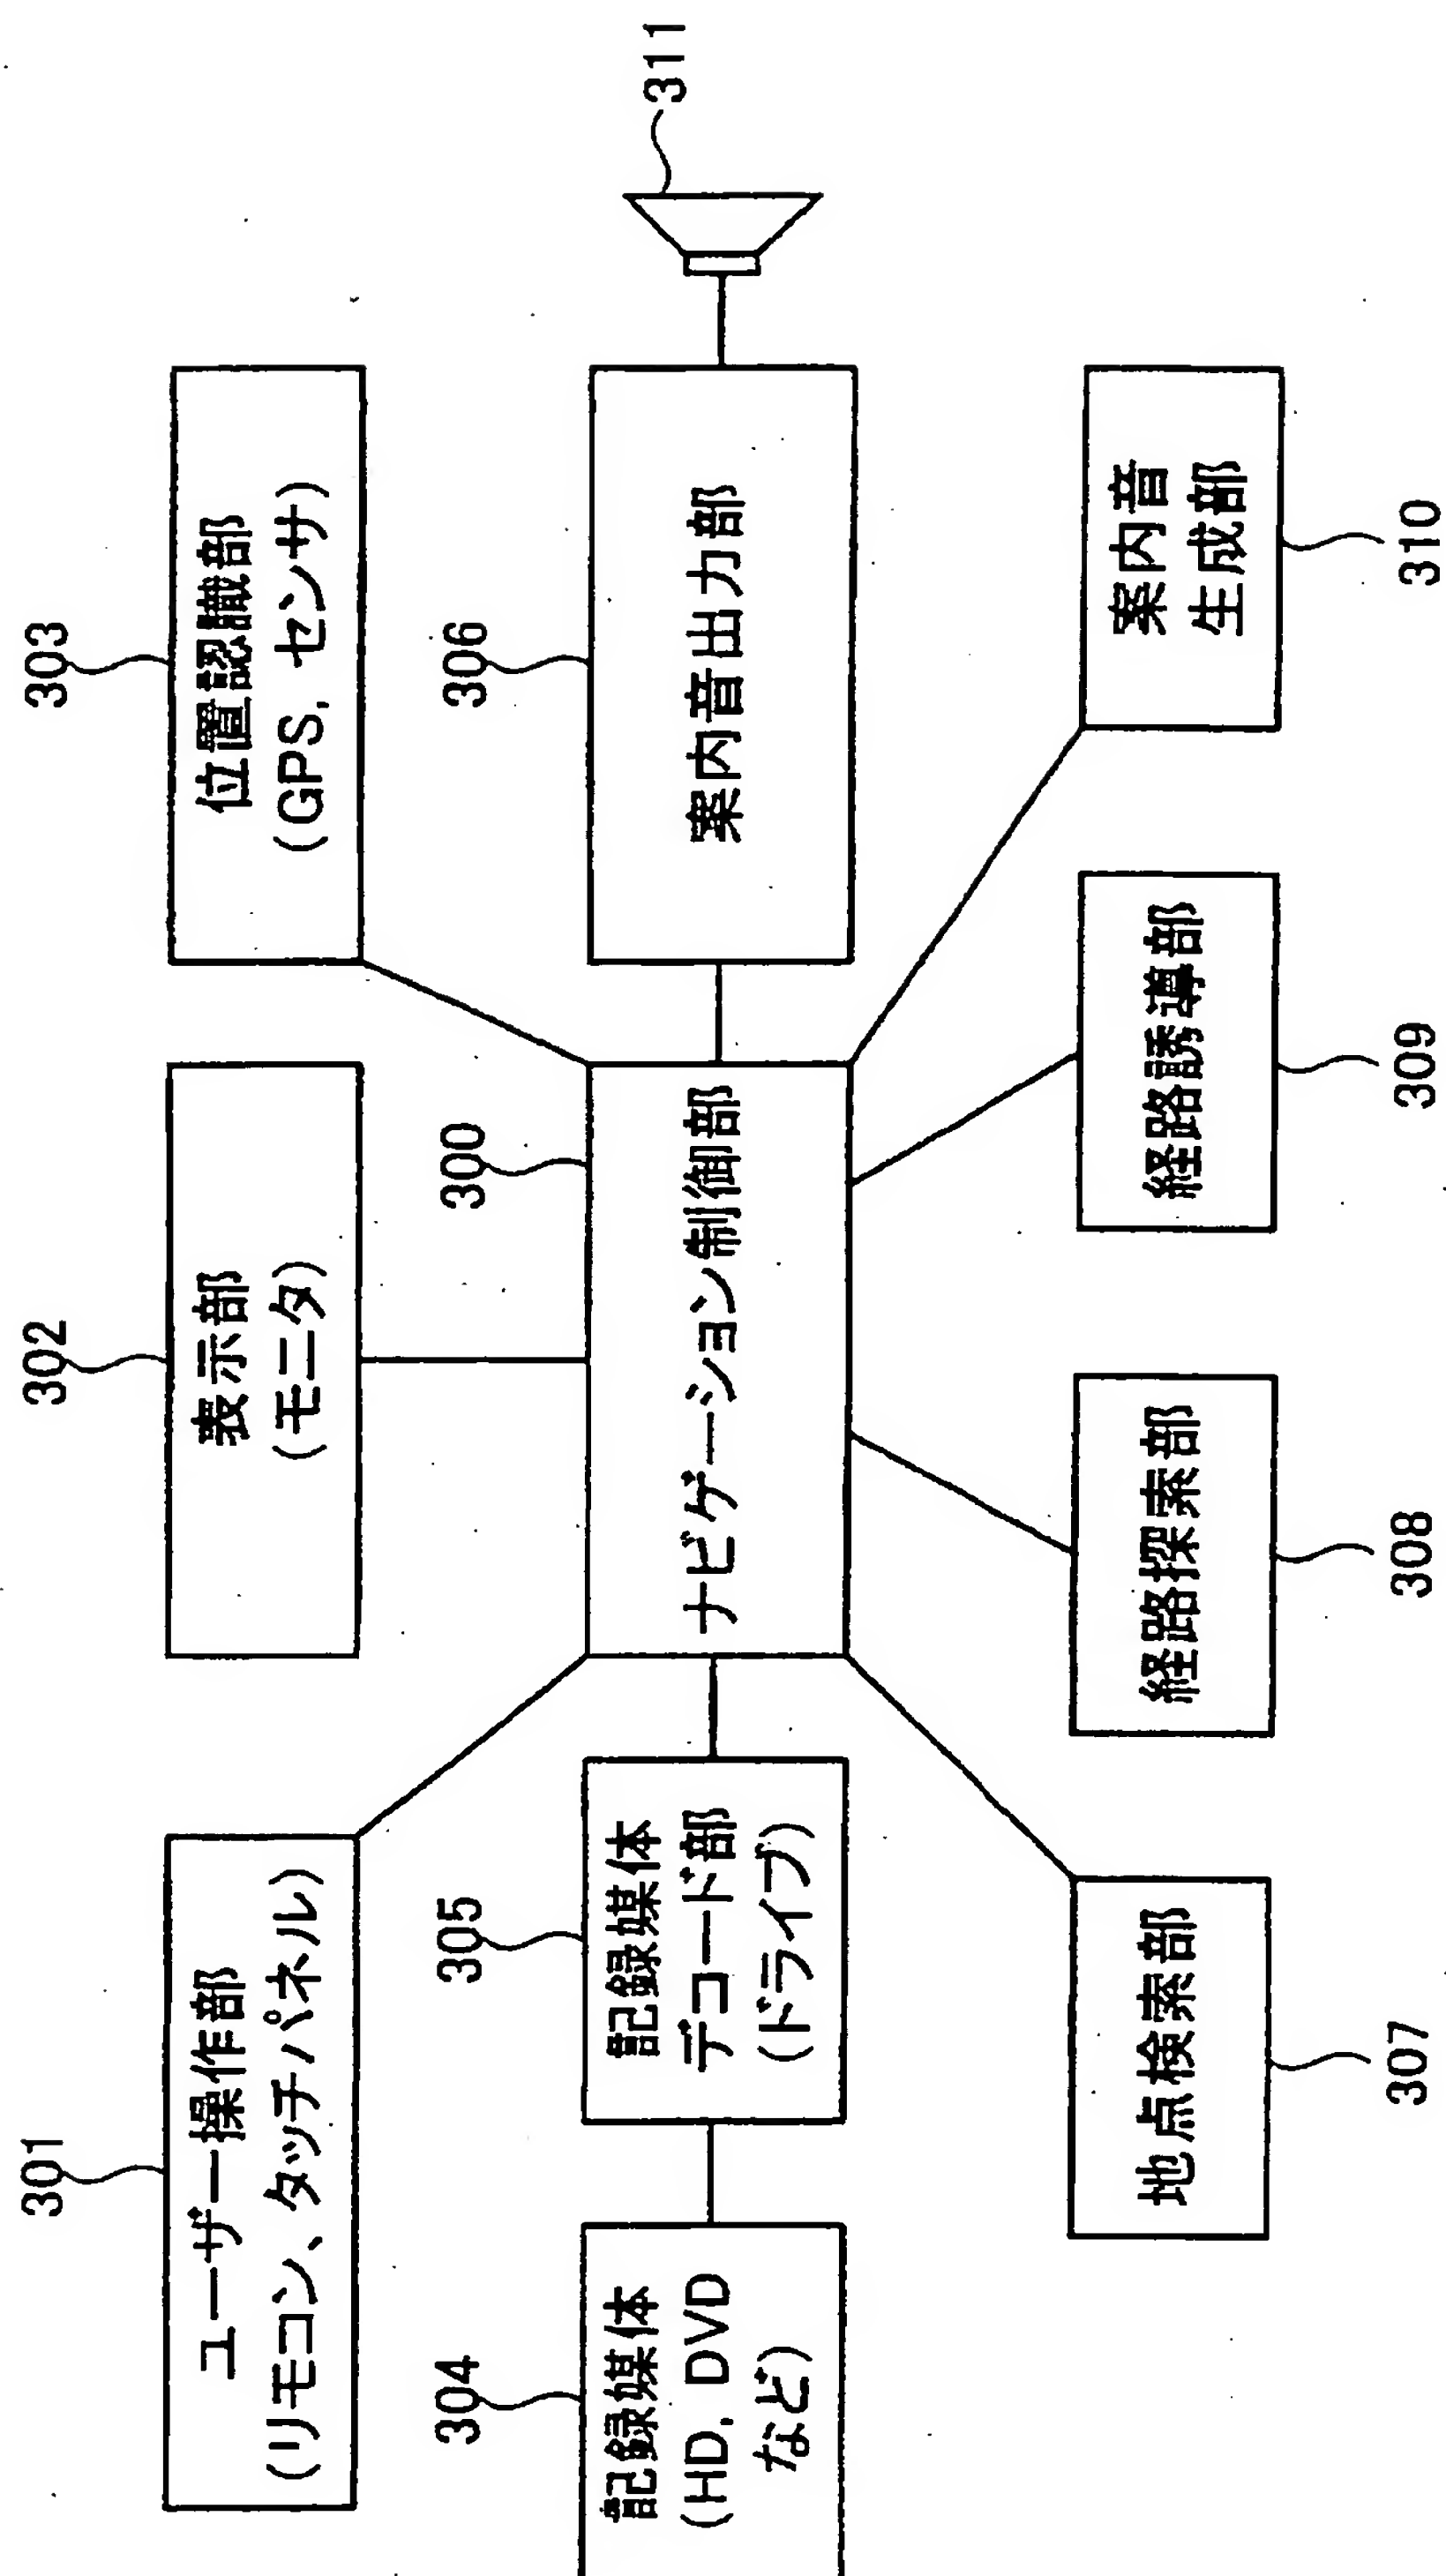 301
ユーザー操作部
(リモコン、タッチパネル)
302
表示部
(モニタ)
303
位置認識部
(GPS, センサ)
304
記録媒体
(HD, DVD
など)
305
記録媒体
デコード部
(ドライブ)
300
ナビゲーション制御部
306
案内音出力部
311
地点検索部
307
経路探索部
308
経路誘導部
309
案内音
生成部
310